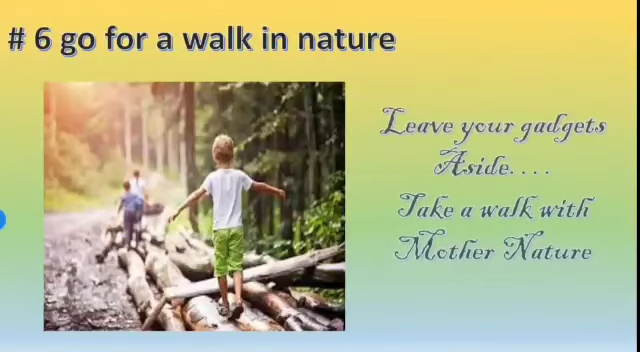 # 6 go for a walk in nature
Leave your gadgets
Aside....
Take a walk with
Mother Nature